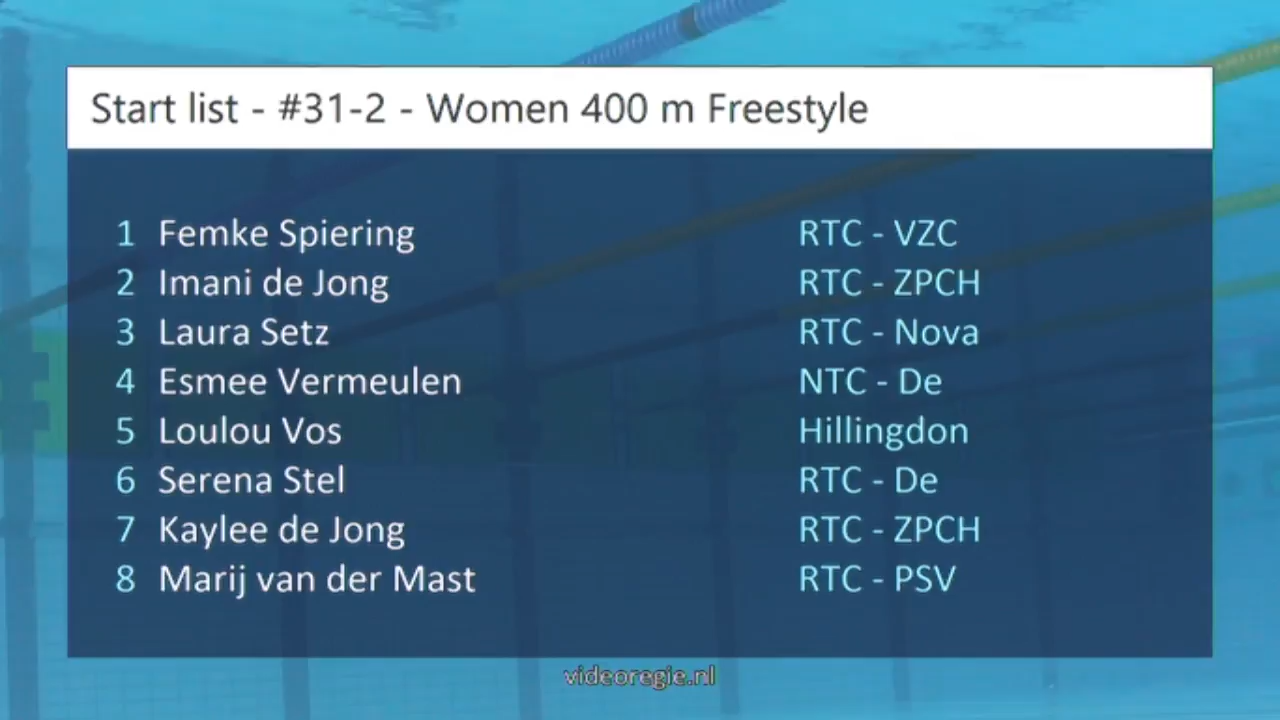 Start list - #31-2 - Women 400 m Freestyle
1 Femke Spiering RTC - VZC
2 Imani de Jong RTC - ZPCH
3 Laura Setz RTC - Nova
4 Esmee Vermeulen NTC - De
5 Loulou Vos Hillingdon
6 Serena Stel RTC - De
7 Kaylee de Jong RTC - ZPCH
8 Marij van der Mast RTC - PSV
videoregie.nl